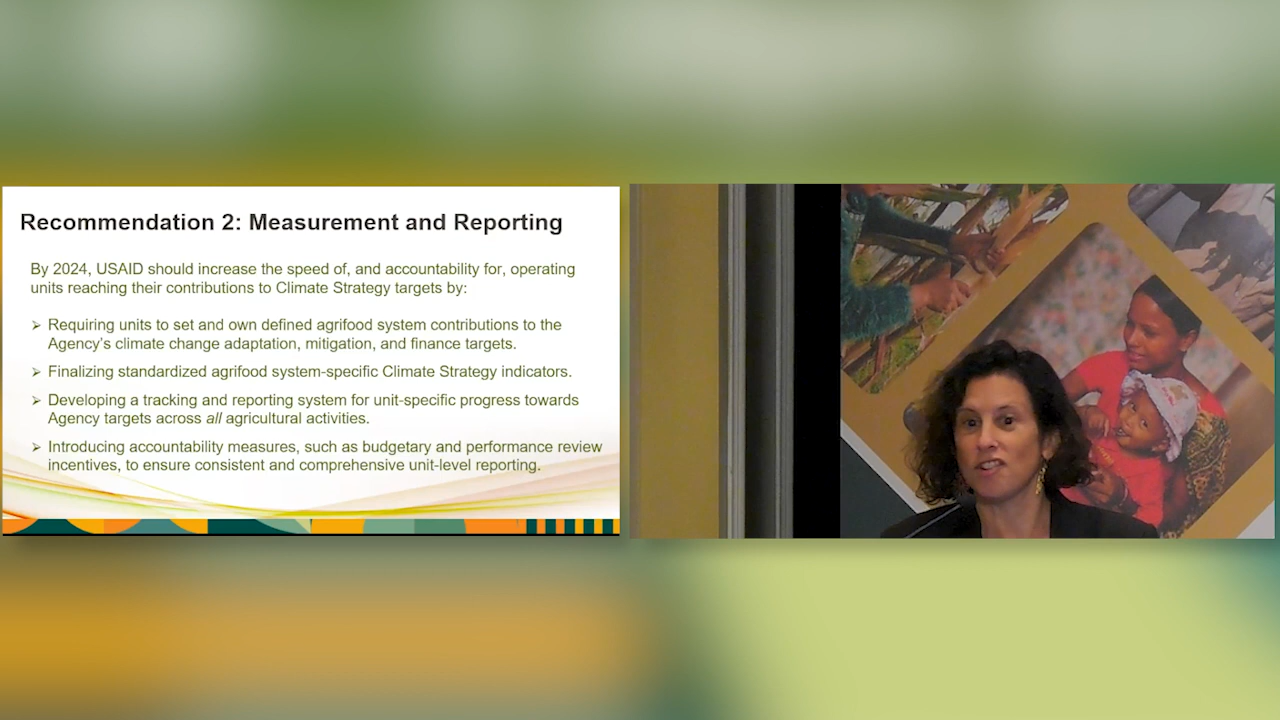 Recommendation 2: Measurement and Reporting
By 2024, USAID should increase the speed of, and accountability for, operating
units reaching their contributions to Climate Strategy targets by:
➢ Requiring units to set and own defined agrifood system contributions to the
Agency's climate change adaptation, mitigation, and finance targets.
➢ Finalizing standardized agrifood system-specific Climate Strategy indicators.
➢ Developing a tracking and reporting system for unit-specific progress towards
Agency targets across all agricultural activities.
➢ Introducing accountability measures, such as budgetary and performance review
incentives, to ensure consistent and comprehensive unit-level reporting.